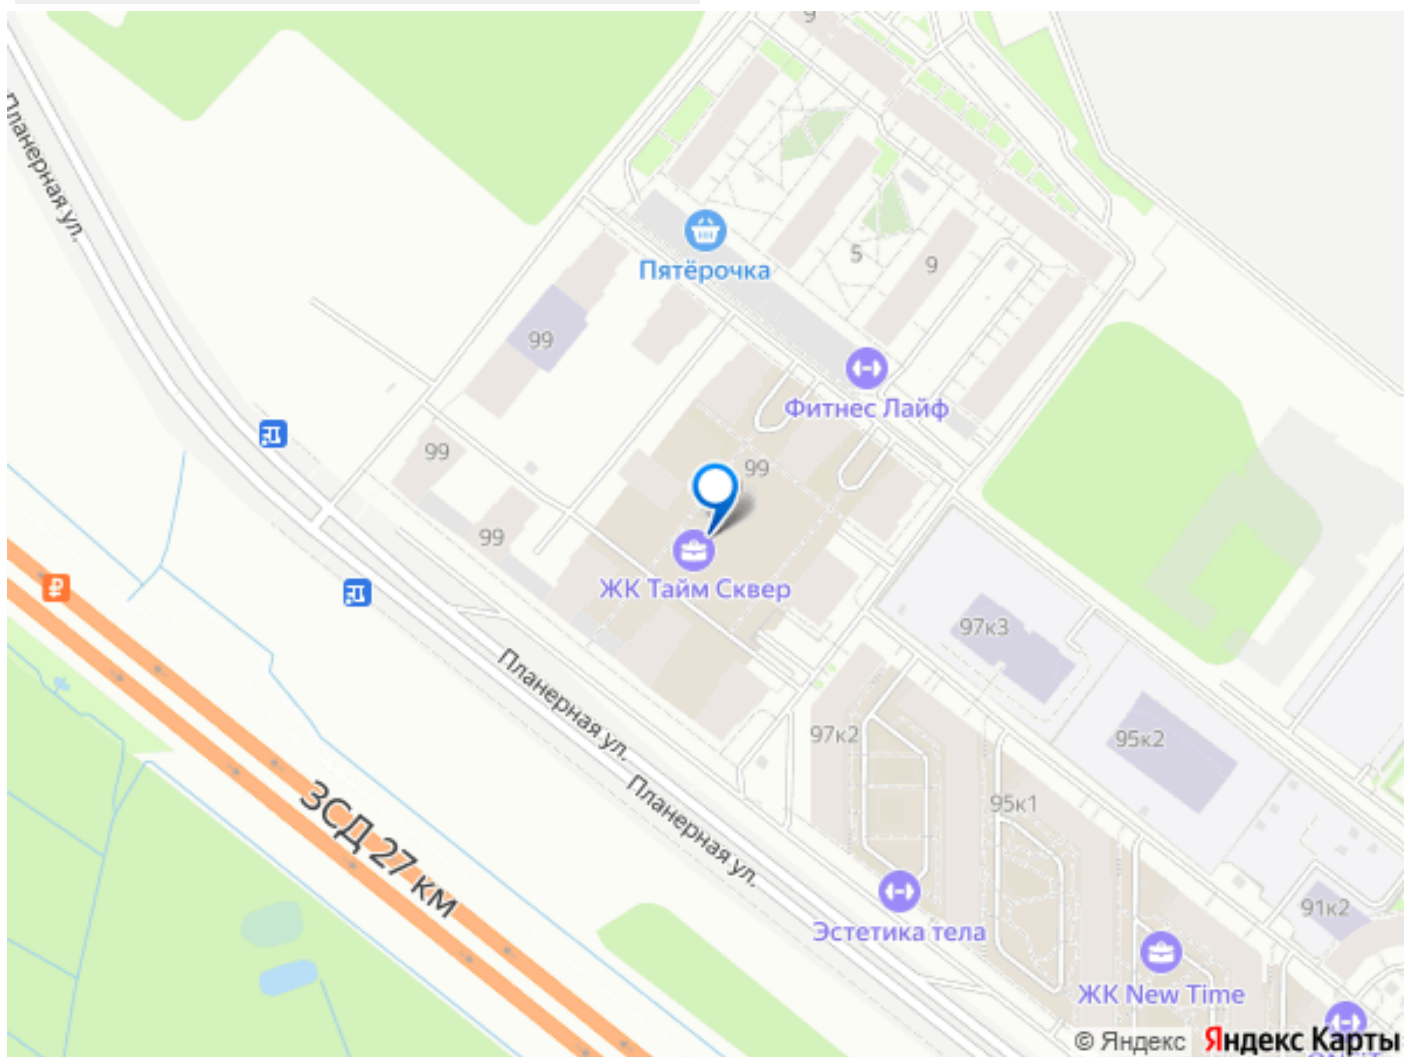 9
Планерная ул.
Пятёрочка
5
9
99
Фитнес Лайф
99
99
99
ЖК Тайм Сквер
97к3
Планерная ул.
97к2
95к2
Планерная ул.
95к1
ЗСД 27 км
91к2
Эстетика тела
ЖК New Time
© Яндекс Яндекс Карты